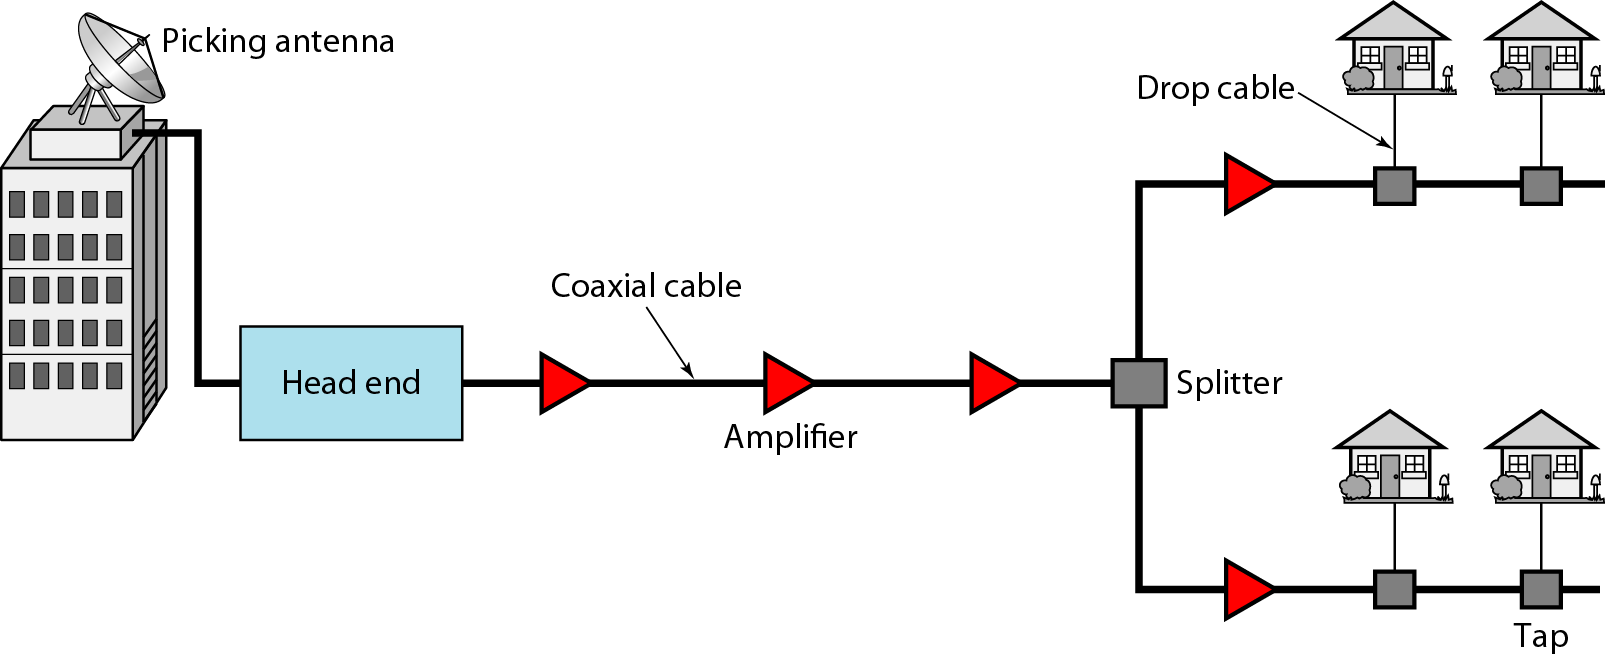 Picking antenna
Drop cable
Coaxial cable
Head end
Splitter
Amplifier
Tap